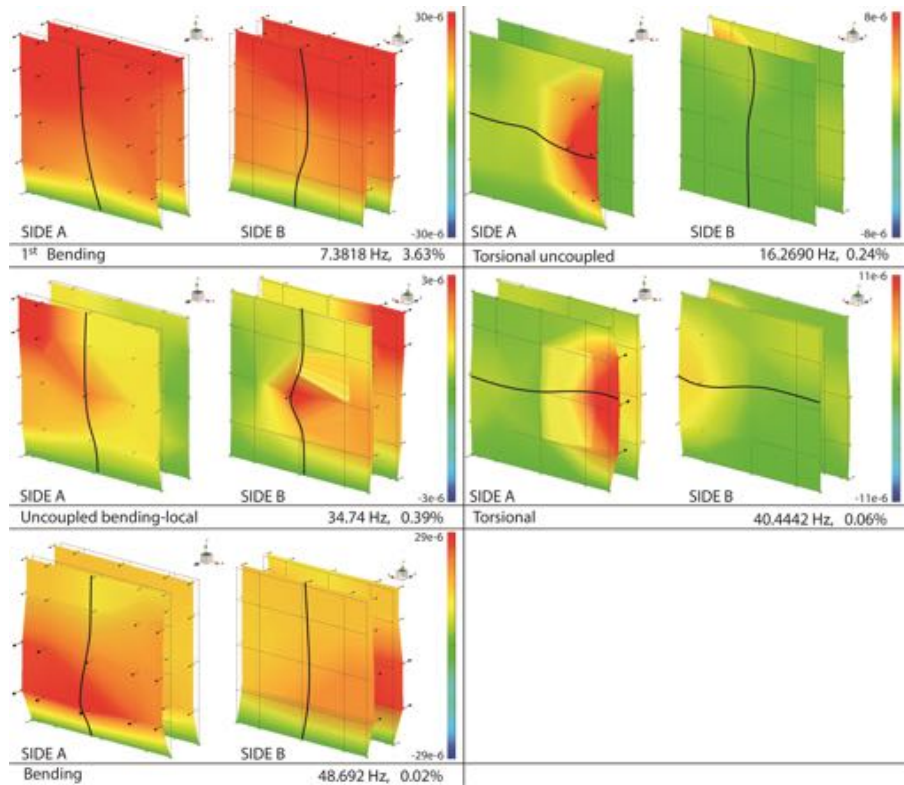 30e-6
8e-6
SIDE A
SIDE B
-30e-6
SIDE A
SIDE B
-8e-6
1st Bending
7.3818 Hz, 3.63%
Torsional uncoupled
16.2690 Hz, 0.24%
3e-6
11e-6
SIDE A
SIDE B
-3e-6
SIDE A
SIDE B
-11e-6
Uncoupled bending-local
34.74 Hz, 0.39%
Torsional
40.4442 Hz, 0.06%
29e-6
SIDE A
SIDE B
-29e-6
Bending
48.692 Hz, 0.02%